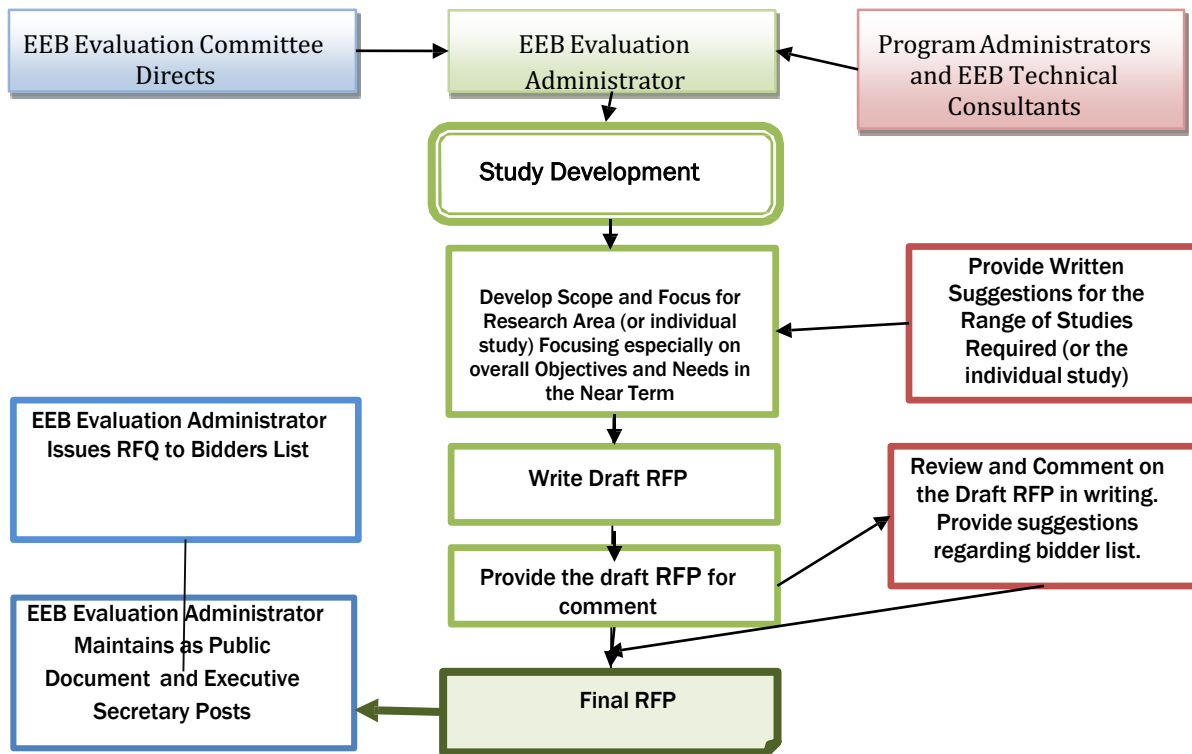 EEB Evaluation Committee
Directs
EEB Evaluation
Administrator
Program Administrators
and EEB Technical
Consultants
Study Development
Develop Scope and Focus for
Research Area (or individual
study) Focusing especially on
overall Objectives and Needs in
the Near Term
Provide Written
Suggestions for the
Range of Studies
Required (or the
individual study)
EEB Evaluation Administrator
Issues RFQ to Bidders List
Write Draft RFP
Review and Comment on
the Draft RFP in writing.
Provide suggestions
regarding bidder list.
Provide the draft RFP for
comment
EEB Evaluation Administrator
Maintains as Public
Document and Executive
Secretary Posts
Final RFP